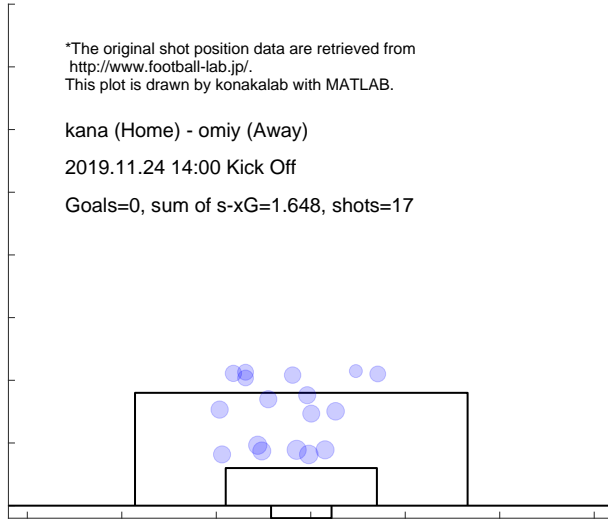 *The original shot position data are retrieved from
http://www.football-lab.jp/.
This plot is drawn by konakalab with MATLAB.
kana (Home) - omiy (Away)
2019.11.24 14:00 Kick Off
Goals=0, sum of s-xG=1.648, shots=17